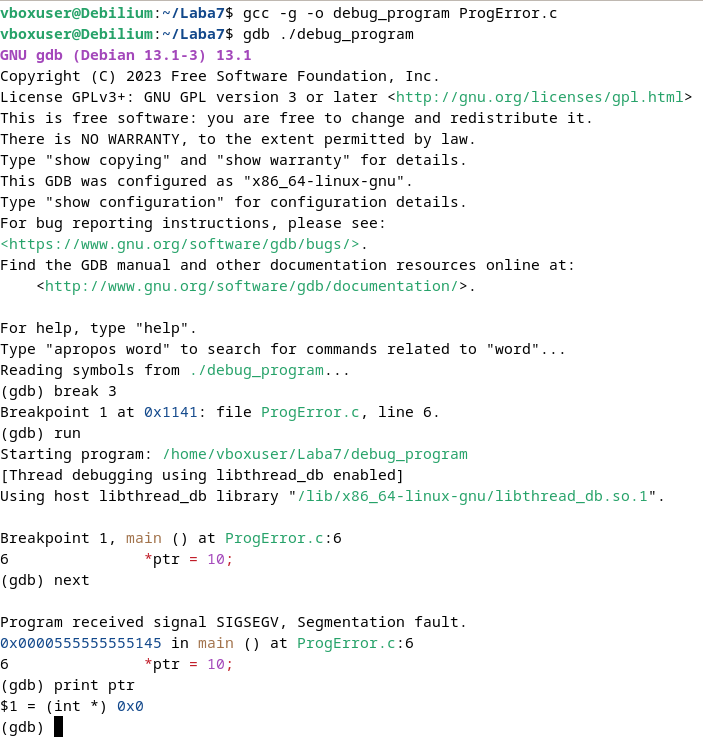 vboxuser@Debilium:~/Laba7$ gcc -g -o debug_program ProgError.c
vboxuser@Debilium:~/Laba7$ gdb ./debug_program
GNU gdb (Debian 13.1-3) 13.1
Copyright (C) 2023 Free Software Foundation, Inc.
License GPLv3+: GNU GPL version 3 or later <http://gnu.org/licenses/gpl.html>
This is free software: you are free to change and redistribute it.
There is NO WARRANTY, to the extent permitted by law.
Type "show copying" and "show warranty" for details.
This GDB was configured as "x86_64-linux-gnu".
Type "show configuration" for configuration details.
For bug reporting instructions, please see:
<https://www.gnu.org/software/gdb/bugs/>.
Find the GDB manual and other documentation resources online at:
    <http://www.gnu.org/software/gdb/documentation/>.

For help, type "help".
Type "apropos word" to search for commands related to "word"...
Reading symbols from ./debug_program...
(gdb) break 3
Breakpoint 1 at 0x1141: file ProgError.c, line 6.
(gdb) run
Starting program: /home/vboxuser/Laba7/debug_program
[Thread debugging using libthread_db enabled]
Using host libthread_db library "/lib/x86_64-linux-gnu/libthread_db.so.1".

Breakpoint 1, main () at ProgError.c:6
6               *ptr = 10;
(gdb) next

Program received signal SIGSEGV, Segmentation fault.
0x0000555555555145 in main () at ProgError.c:6
6               *ptr = 10;
(gdb) print ptr
$1 = (int *) 0x0
(gdb)